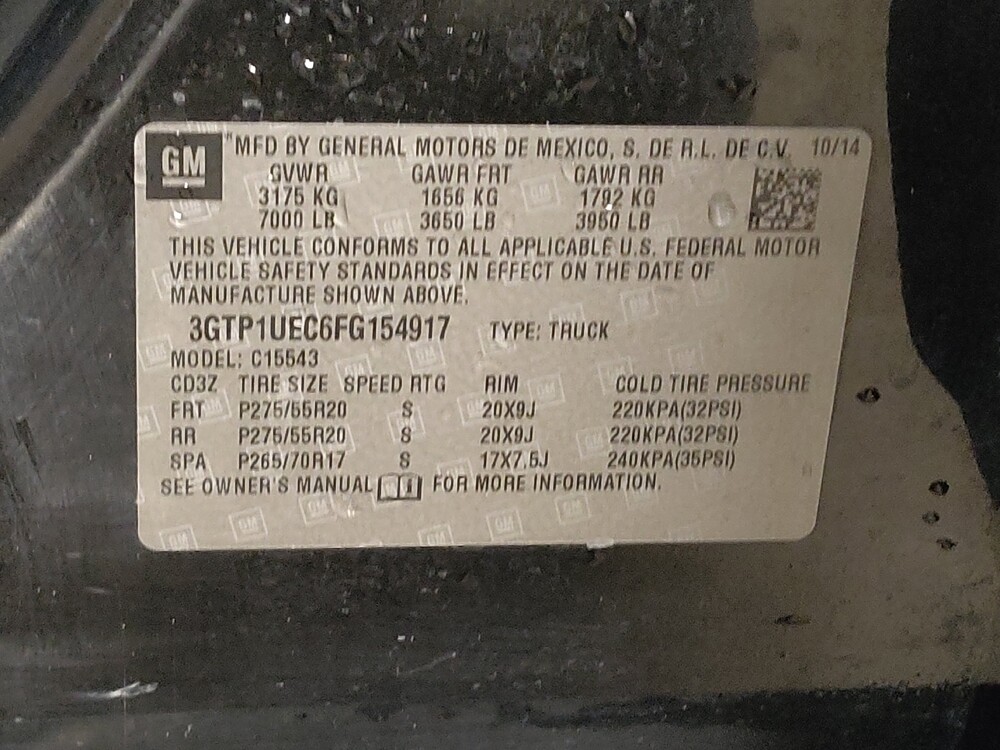 GM
"MFD BY GENERAL MOTORS DE MEXICO, S. DE R.L. DE C.V. 10/14
GVWR GAWR FRT GAWR RR
3175 KG 1656 KG 1792 KG
7000 LB 3650 LB 3950 LB
THIS VEHICLE CONFORMS TO ALL APPLICABLE U.S. FEDERAL MOTOR
VEHICLE SAFETY STANDARDS IN EFFECT ON THE DATE OF
MANUFACTURE SHOWN ABOVE.
3GTP1UEC6FG154917 TYPE: TRUCK
MODEL: C15543
CD3Z TIRE SIZE SPEED RTG RIM COLD TIRE PRESSURE
FRT P275/55R20 S 20X9J 220KPA(32PSI)
RR P275/55R20 S 20X9J 220KPA(32PSI)
SPA P265/70R17 S 17X7.5J 240KPA(35PSI)
SEE OWNER'S MANUAL FOR MORE INFORMATION.